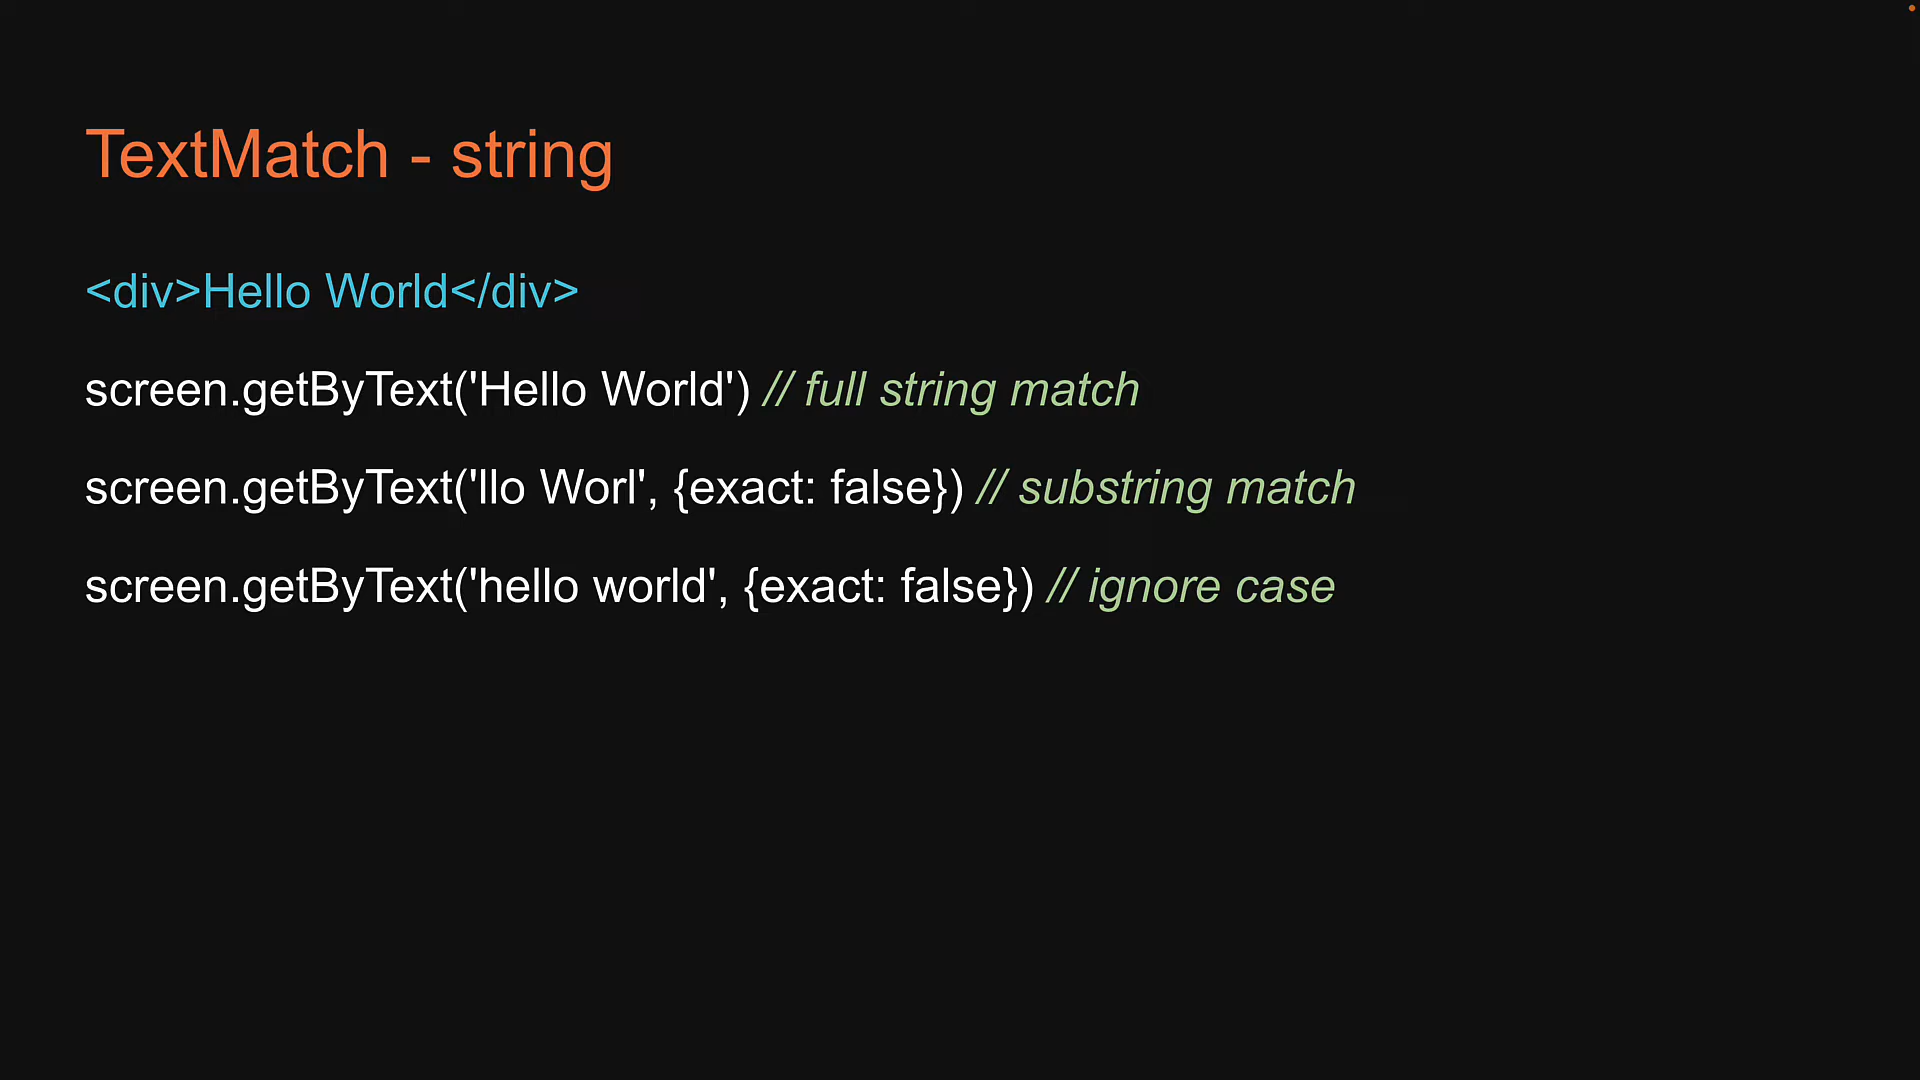 TextMatch - string
<div>Hello World</div>
screen.getByText('Hello World') // full string match
screen.getByText('llo Worl', {exact: false}) // substring match
screen.getByText('hello world', {exact: false}) // ignore case